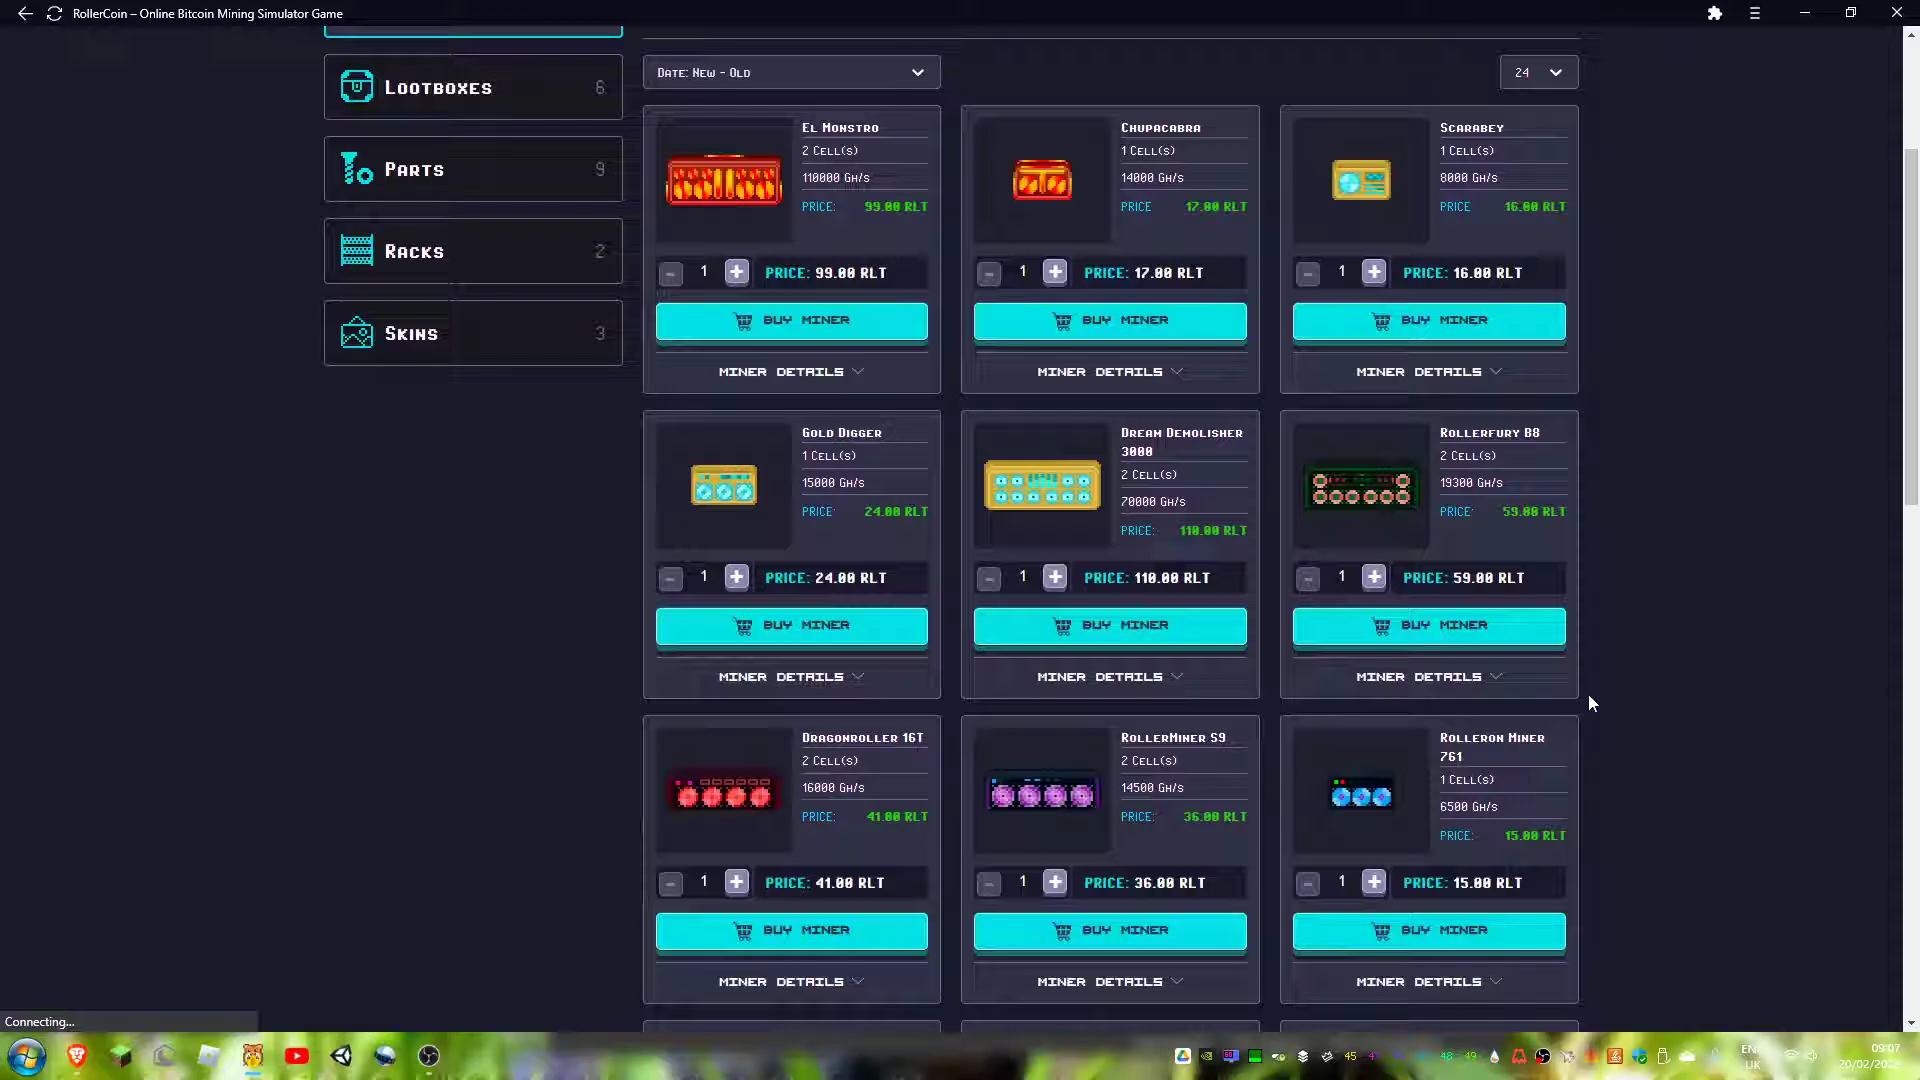 RollerCoin – Online Bitcoin Mining Simulator Game
Lootboxes 6
Parts 9
Racks 2
Skins 3
Date: New - Old
24
El Monstro
2 Cell(s)
110000 Gh/s
PRICE: 99.00 RLT
1
PRICE: 99.00 RLT
BUY MINER
MINER DETAILS
Chupacabra
1 Cell(s)
14000 Gh/s
PRICE 17.00 RLT
1
PRICE: 17.00 RLT
BUY MINER
MINER DETAILS
Scarabey
1 Cell(s)
8000 Gh/s
PRICE 16.00 RLT
1
PRICE: 16.00 RLT
BUY MINER
MINER DETAILS
Gold Digger
1 Cell(s)
15000 Gh/s
PRICE: 24.00 RLT
1
PRICE: 24.00 RLT
BUY MINER
MINER DETAILS
Dream Demolisher
3000
2 Cell(s)
70000 Gh/s
PRICE: 110.00 RLT
1
PRICE: 110.00 RLT
BUY MINER
MINER DETAILS
Rollerfury B8
2 Cell(s)
19300 Gh/s
PRICE: 59.00 RLT
1
PRICE: 59.00 RLT
BUY MINER
MINER DETAILS
Dragonroller 16T
2 Cell(s)
16000 Gh/s
PRICE: 41.00 RLT
1
PRICE: 41.00 RLT
BUY MINER
MINER DETAILS
RollerMiner S9
2 Cell(s)
14500 Gh/s
PRICE: 36.00 RLT
1
PRICE: 36.00 RLT
BUY MINER
MINER DETAILS
Rolleron Miner
761
1 Cell(s)
6500 Gh/s
PRICE: 15.00 RLT
1
PRICE: 15.00 RLT
BUY MINER
MINER DETAILS
Connecting...
45
48 49
UK
09:07